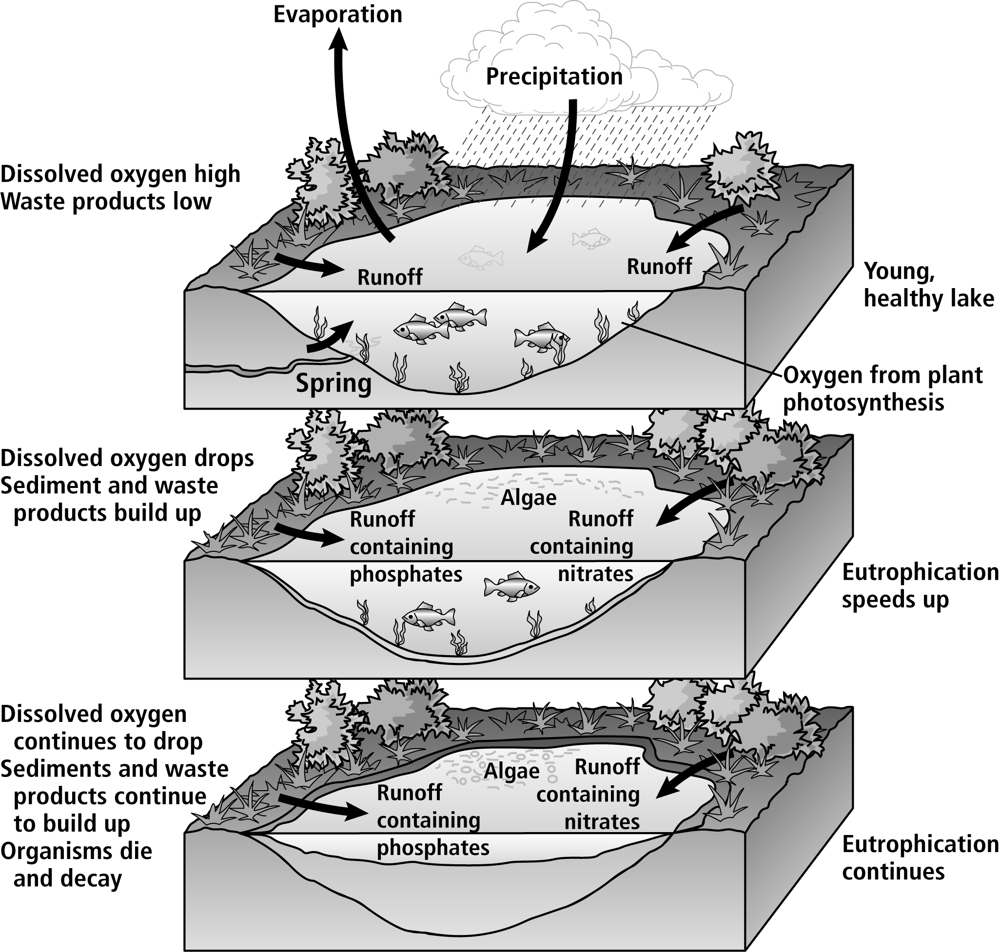 Evaporation
Precipitation
Dissolved oxygen high
Waste products low
Runoff
Runoff
Young,
healthy lake
Spring
Oxygen from plant
photosynthesis
Dissolved oxygen drops
Sediment and waste
products build up
Algae
Runoff
containing
phosphates
Runoff
containing
nitrates
Eutrophication
speeds up
Dissolved oxygen
continues to drop
Sediments and waste
products continue
to build up
Organisms die
and decay
Algae
Runoff
containing
phosphates
Runoff
containing
nitrates
Eutrophication
continues